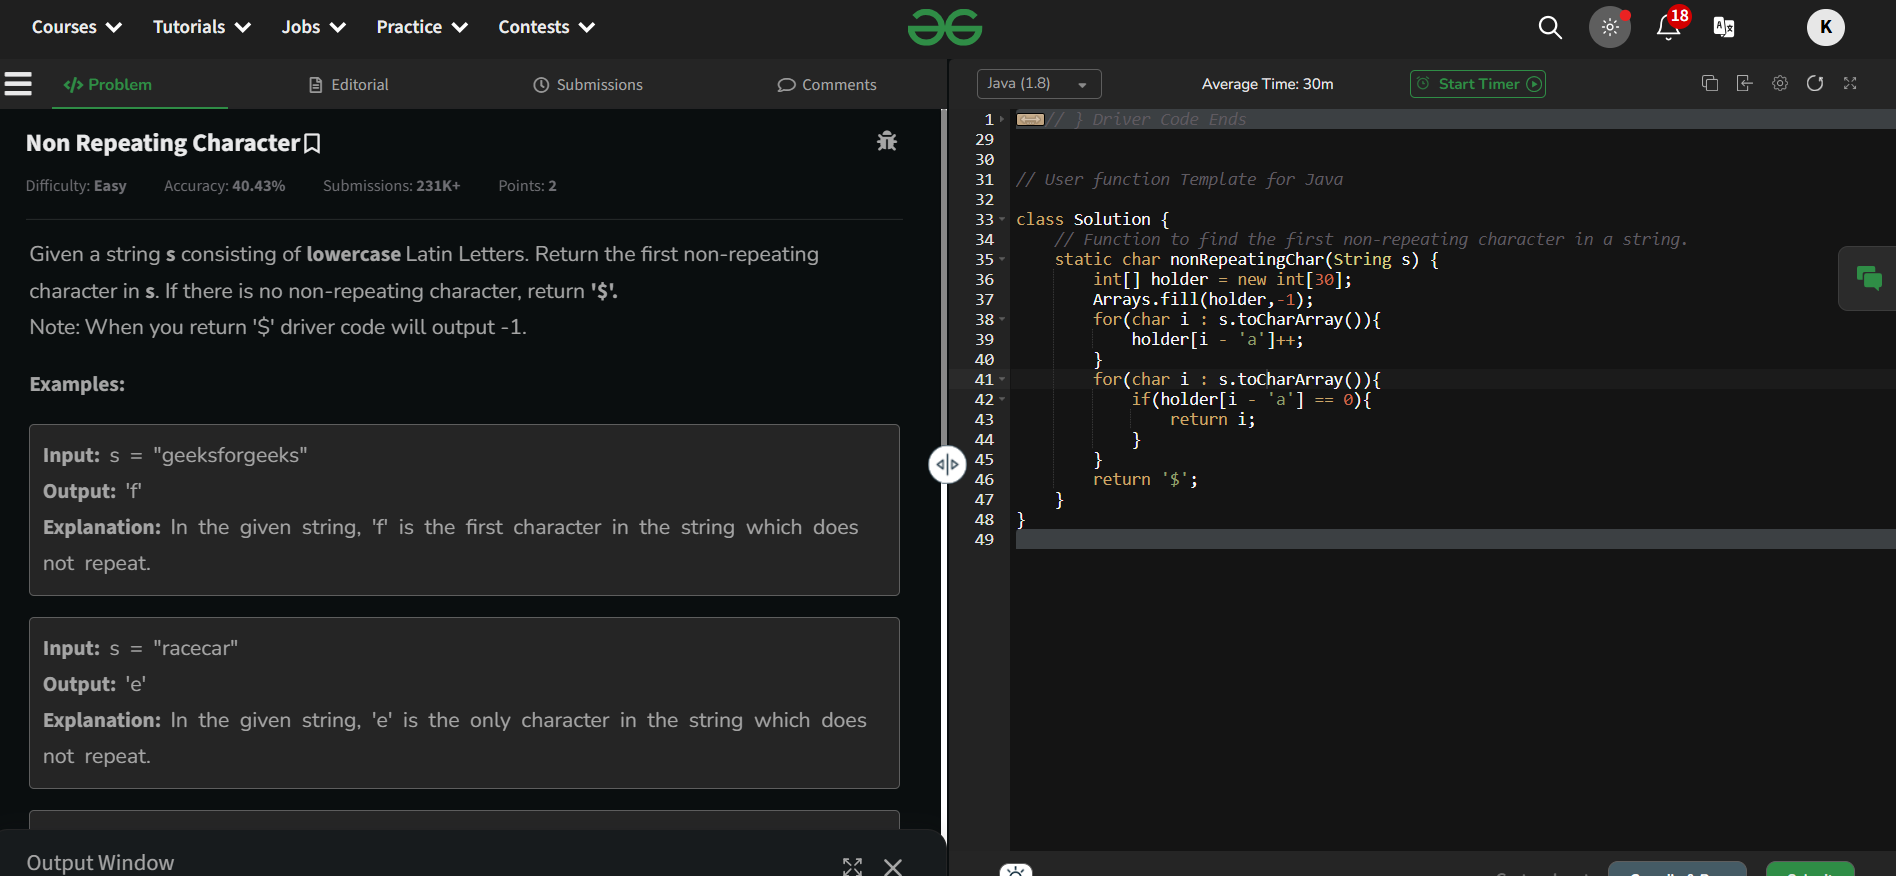 Courses Tutorials Jobs Practice Contests 18 K
Problem Editorial Submissions Comments
Java (1.8) Average Time: 30m Start Timer
Non Repeating Character
Difficulty: Easy Accuracy: 40.43% Submissions: 231K+ Points: 2
Given a string s consisting of lowercase Latin Letters. Return the first non-repeating
character in s. If there is no non-repeating character, return '$'.
Note: When you return '$' driver code will output -1.
Examples:
Input: s = "geeksforgeeks"
Output: 'f'
Explanation: In the given string, 'f' is the first character in the string which does
not repeat.
Input: s = "racecar"
Output: 'e'
Explanation: In the given string, 'e' is the only character in the string which does
not repeat.
Output Window
1 // } Driver Code Ends
29
30
31 // User function Template for Java
32
33 class Solution {
34 // Function to find the first non-repeating character in a string.
35 static char nonRepeatingChar(String s) {
36 int[] holder = new int[30];
37 Arrays.fill(holder,-1);
38 for(char i : s.toCharArray()){
39 holder[i - 'a']++;
40 }
41 for(char i : s.toCharArray()){
42 if(holder[i - 'a'] == 0){
43 return i;
44 }
45 }
46 return '$';
47 }
48 }
49